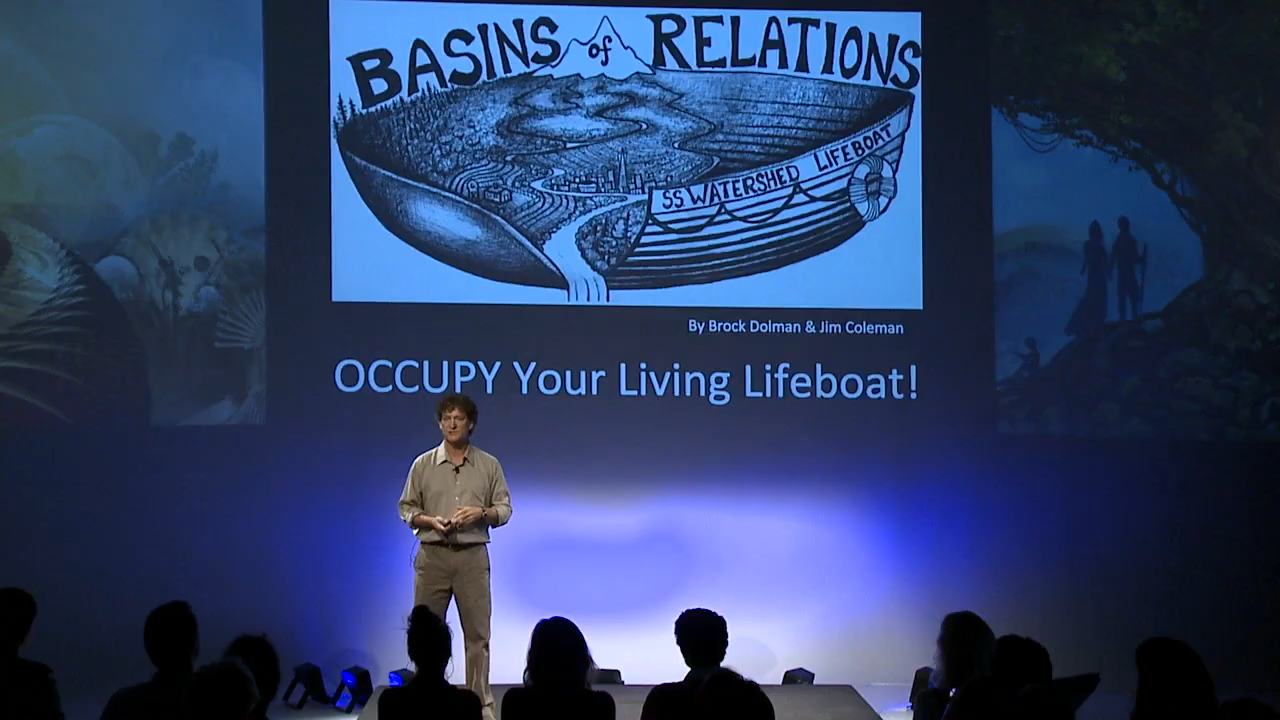 BASINS of RELATIONS
SS WATERSHED LIFEBOAT
By Brock Dolman & Jim Coleman
OCCUPY Your Living Lifeboat!